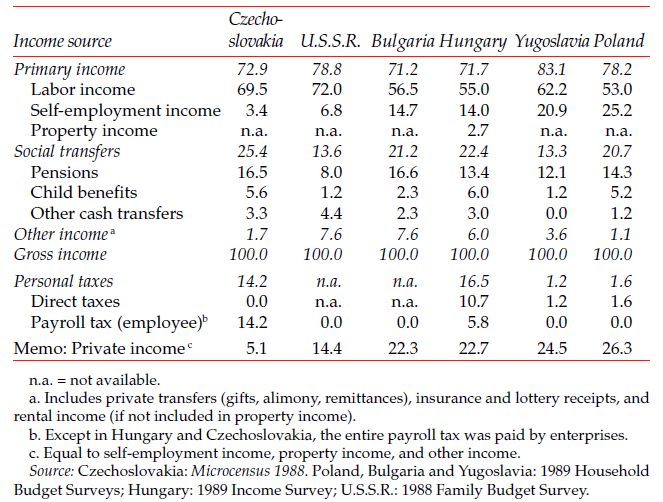 Czecho-
Income source slovakia U.S.S.R. Bulgaria Hungary Yugoslavia Poland
Primary income 72.9 78.8 71.2 71.7 83.1 78.2
Labor income 69.5 72.0 56.5 55.0 62.2 53.0
Self-employment income 3.4 6.8 14.7 14.0 20.9 25.2
Property income n.a. n.a. n.a. 2.7 n.a. n.a.
Social transfers 25.4 13.6 21.2 22.4 13.3 20.7
Pensions 16.5 8.0 16.6 13.4 12.1 14.3
Child benefits 5.6 1.2 2.3 6.0 1.2 5.2
Other cash transfers 3.3 4.4 2.3 3.0 0.0 1.2
Other income a 1.7 7.6 7.6 6.0 3.6 1.1
Gross income 100.0 100.0 100.0 100.0 100.0 100.0
Personal taxes 14.2 n.a. n.a. 16.5 1.2 1.6
Direct taxes 0.0 n.a. n.a. 10.7 1.2 1.6
Payroll tax (employee)b 14.2 0.0 0.0 5.8 0.0 0.0
Memo: Private income c 5.1 14.4 22.3 22.7 24.5 26.3
n.a. = not available.
a. Includes private transfers (gifts, alimony, remittances), insurance and lottery receipts, and
rental income (if not included in property income).
b. Except in Hungary and Czechoslovakia, the entire payroll tax was paid by enterprises.
c. Equal to self-employment income, property income, and other income.
Source: Czechoslovakia: Microcensus 1988. Poland, Bulgaria and Yugoslavia: 1989 Household
Budget Surveys; Hungary: 1989 Income Survey; U.S.S.R.: 1988 Family Budget Survey.